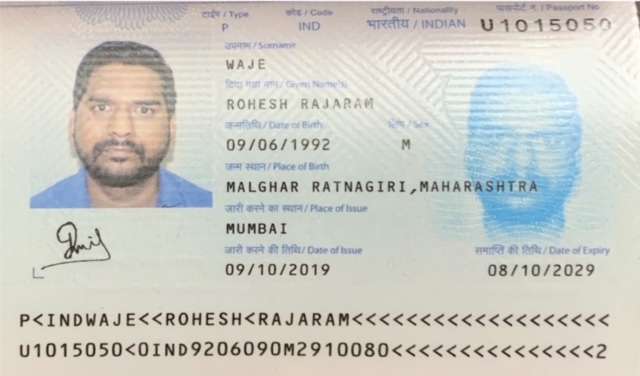 टाईप / Type कोड / Code राष्ट्रीयता / Nationality पासपोर्ट नं. / Passport No.
P IND भारतीय / INDIAN U1015050
उपनाम / Surname
WAJE
दिया गया नाम / Given Name(s)
ROHESH RAJARAM
जन्मतिथि / Date of Birth लिंग / Sex
09/06/1992 M
जन्म स्थान / Place of Birth
MALGHAR RATNAGIRI,MAHARASHTRA
जारी करने का स्थान / Place of Issue
MUMBAI
जारी करने की तिथि / Date of Issue समाप्ति की तिथि / Date of Expiry
09/10/2019 08/10/2029
P<INDWAJE<<ROHESH<RAJARAM<<<<<<<<<<<<<<<<<<<
U1015050<0IND9206090M2910080<<<<<<<<<<<<<<<2